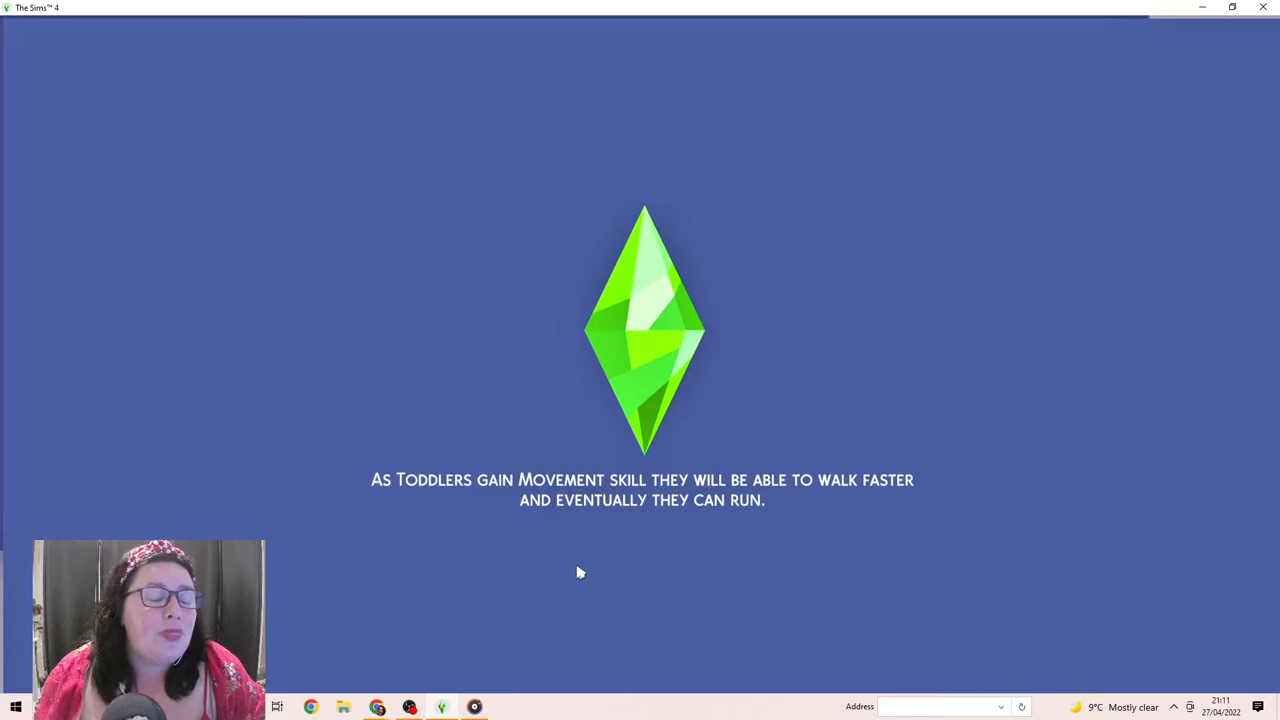 The Sims™ 4
AS TODDLERS GAIN MOVEMENT SKILL THEY WILL BE ABLE TO WALK FASTER
AND EVENTUALLY THEY CAN RUN.
Address
9°C Mostly clear
21:11
27/04/2022